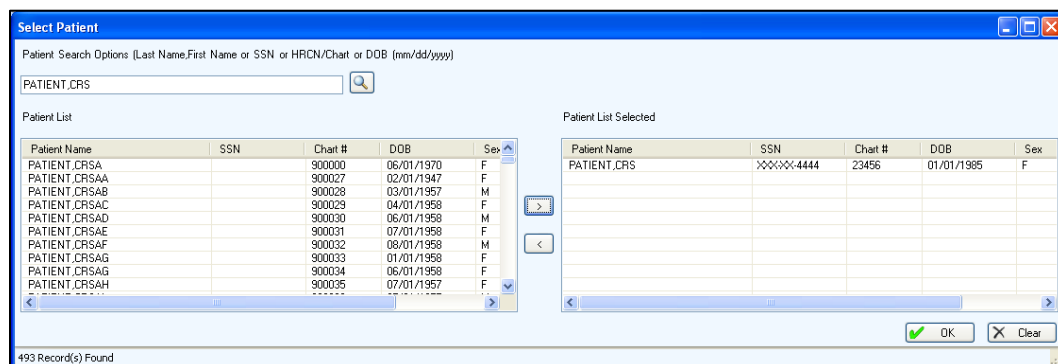 Select Patient
Patient Search Options (Last Name,First Name or SSN or HRCN/Chart or DOB (mm/dd/yyyy)
PATIENT,CRS
Patient List
Patient List Selected
Patient Name SSN Chart # DOB Sex
Patient Name SSN Chart # DOB Sex
PATIENT,CRSA 900000 06/01/1970 F
PATIENT,CRS XXX-XX-4444 23456 01/01/1985 F
PATIENT,CRSAA 900027 02/01/1947 F
PATIENT,CRSAB 900028 03/01/1957 M
PATIENT,CRSAC 900029 04/01/1958 F
PATIENT,CRSAD 900030 06/01/1958 M
PATIENT,CRSAE 900031 07/01/1958 F
PATIENT,CRSAF 900032 08/01/1958 M
PATIENT,CRSAG 900033 01/01/1958 F
PATIENT,CRSAG 900034 06/01/1958 F
PATIENT,CRSAH 900035 07/01/1957 F
> 
<
OK
Clear
493 Record(s) Found